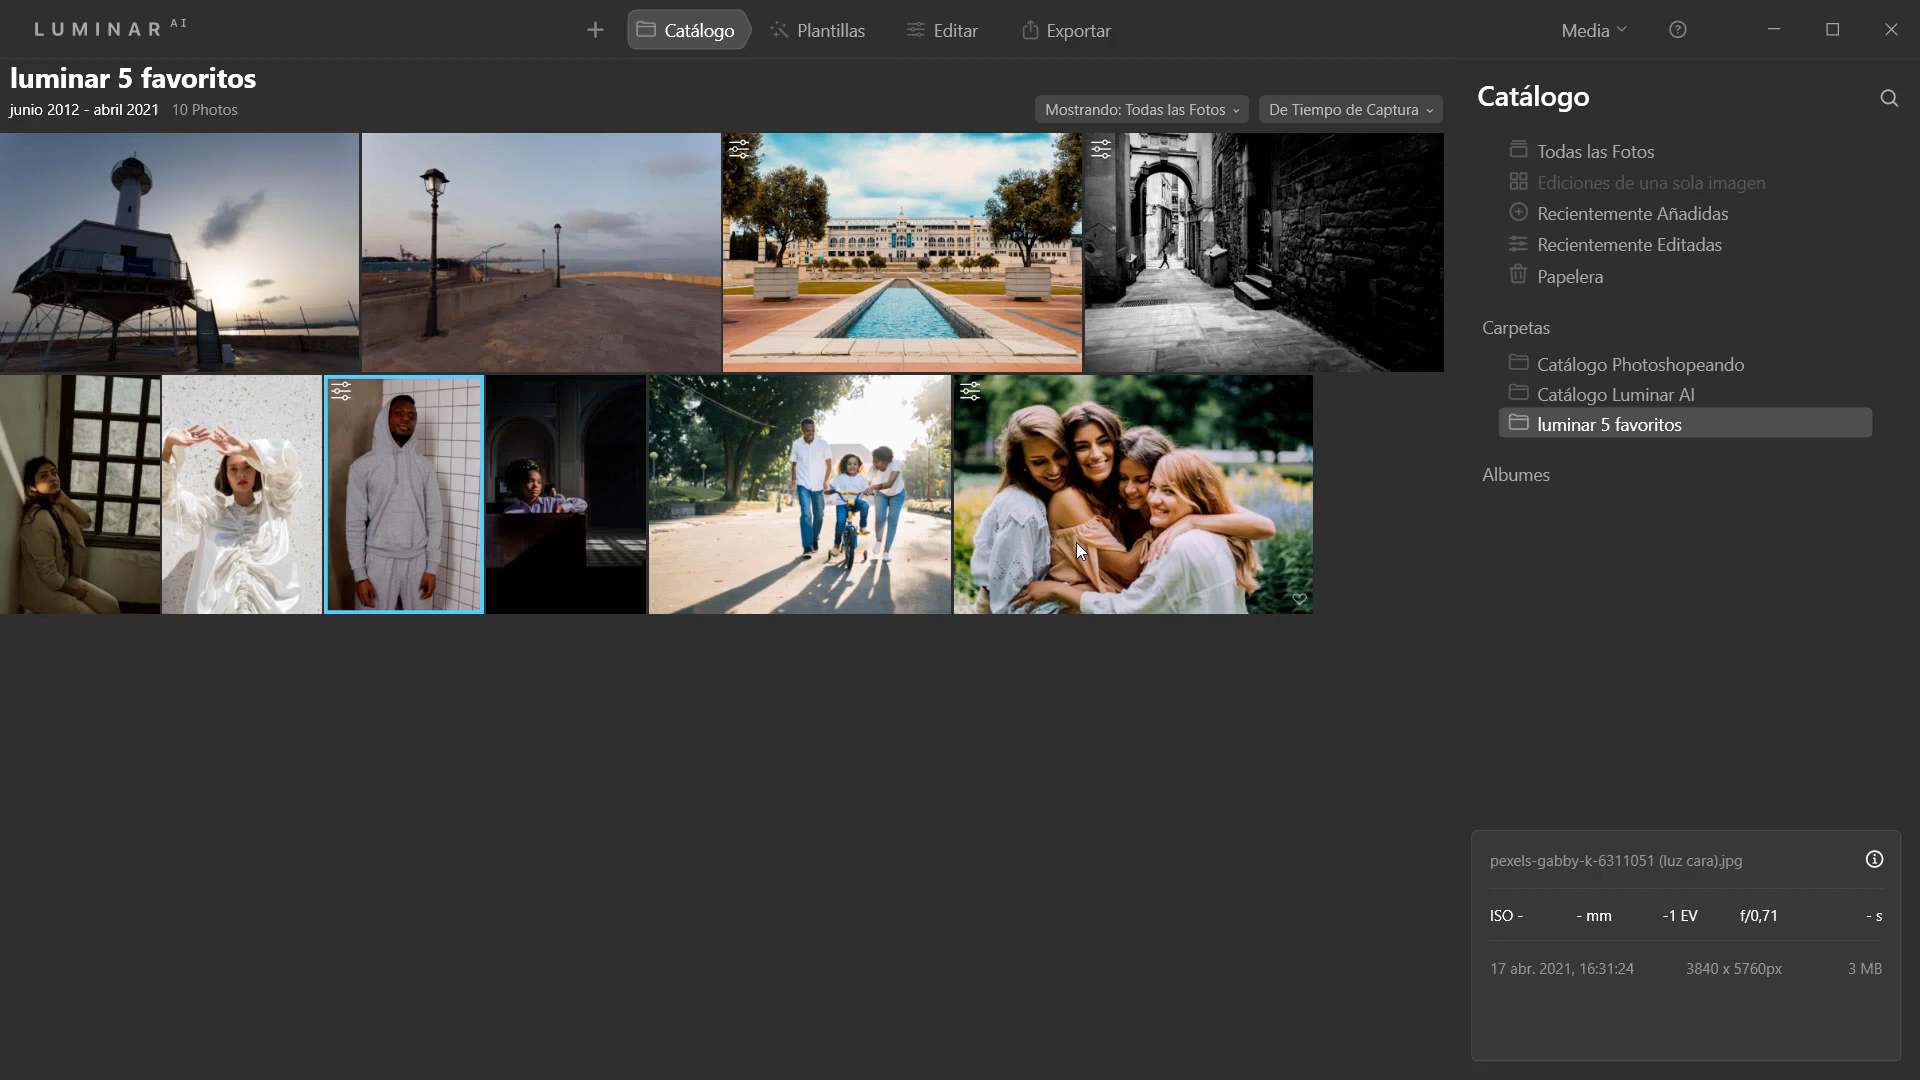 LUMINAR AI
Catálogo
Plantillas
Editar
Exportar
Media
luminar 5 favoritos
junio 2012 - abril 2021 10 Photos
Mostrando: Todas las Fotos
De Tiempo de Captura
Catálogo
Todas las Fotos
Ediciones de una sola imagen
Recientemente Añadidas
Recientemente Editadas
Papelera
Carpetas
Catálogo Photoshopeando
Catálogo Luminar AI
luminar 5 favoritos
Albumes
pexels-gabby-k-6311051 (luz cara).jpg
ISO - - mm -1 EV f/0,71 - s
17 abr. 2021, 16:31:24 3840 x 5760px 3 MB